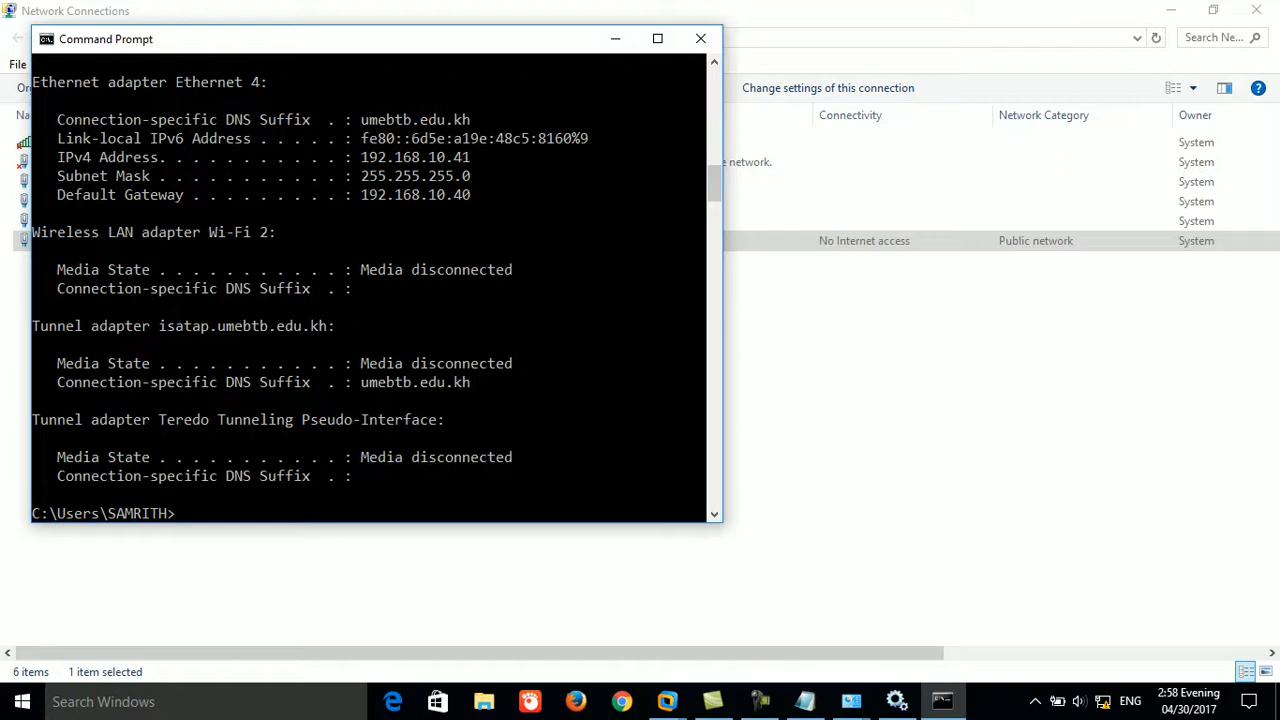 Network Connections
Command Prompt
Search Ne...
File
Change settings of this connection
Connectivity
Network Category
Owner
System
e network.
System
System
System
System
No Internet access
Public network
System
Ethernet adapter Ethernet 4:
Connection-specific DNS Suffix . : umebtb.edu.kh
Link-local IPv6 Address . . . . . : fe80::6d5e:a19e:48c5:8160%9
IPv4 Address. . . . . . . . . . . : 192.168.10.41
Subnet Mask . . . . . . . . . . . : 255.255.255.0
Default Gateway . . . . . . . . . : 192.168.10.40
Wireless LAN adapter Wi-Fi 2:
Media State . . . . . . . . . . . : Media disconnected
Connection-specific DNS Suffix . :
Tunnel adapter isatap.umebtb.edu.kh:
Media State . . . . . . . . . . . : Media disconnected
Connection-specific DNS Suffix . : umebtb.edu.kh
Tunnel adapter Teredo Tunneling Pseudo-Interface:
Media State . . . . . . . . . . . : Media disconnected
Connection-specific DNS Suffix . :
C:\Users\SAMRITH>
6 items
1 item selected
Search Windows
ENG
2:58 Evening
04/30/2017